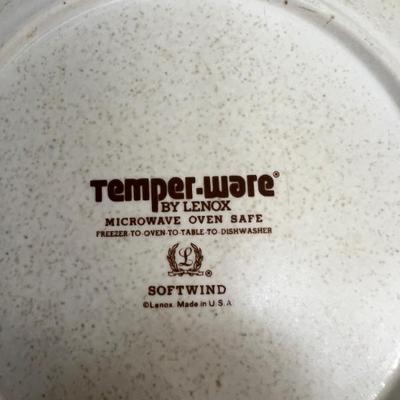 Temper-ware®
BY LENOX
MICROWAVE OVEN SAFE
FREEZER-TO-OVEN-TO-TABLE-TO-DISHWASHER
L®
SOFTWIND
©Lenox. Made in U.S.A.